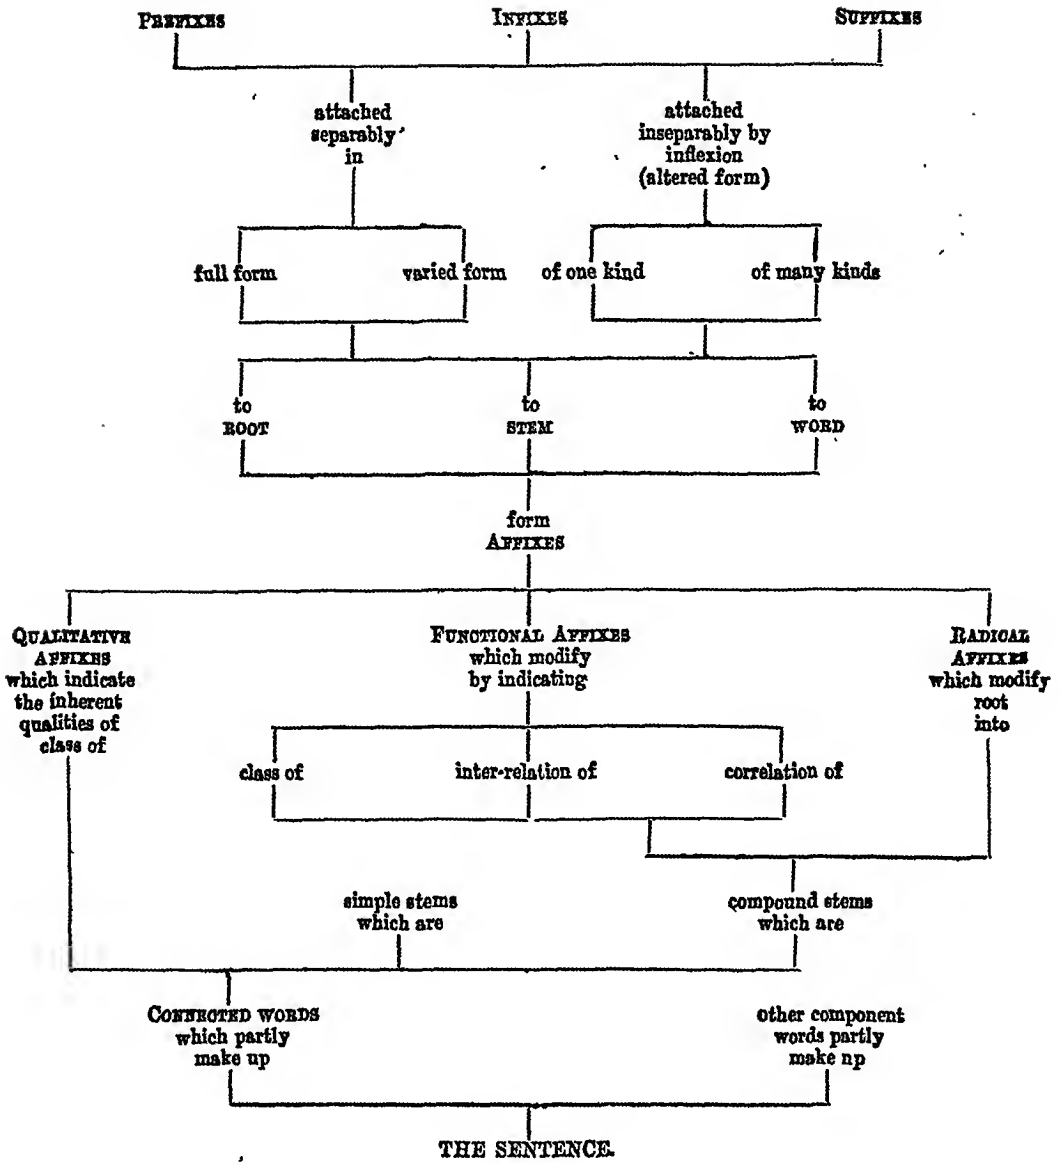 PREFIXES INFIXES SUFFIXES
attached
separably
in
attached
inseparably by
inflexion
(altered form)
full form varied form of one kind of many kinds
to
ROOT
to
STEM
to
WORD
form
AFFIXES
QUALITATIVE
AFFIXES
which indicate
the inherent
qualities of
class of
FUNCTIONAL AFFIXES
which modify
by indicating
RADICAL
AFFIXES
which modify
root
into
class of inter-relation of correlation of
simple stems
which are
compound stems
which are
CONNECTED WORDS
which partly
make up
other component
words partly
make up
THE SENTENCE.